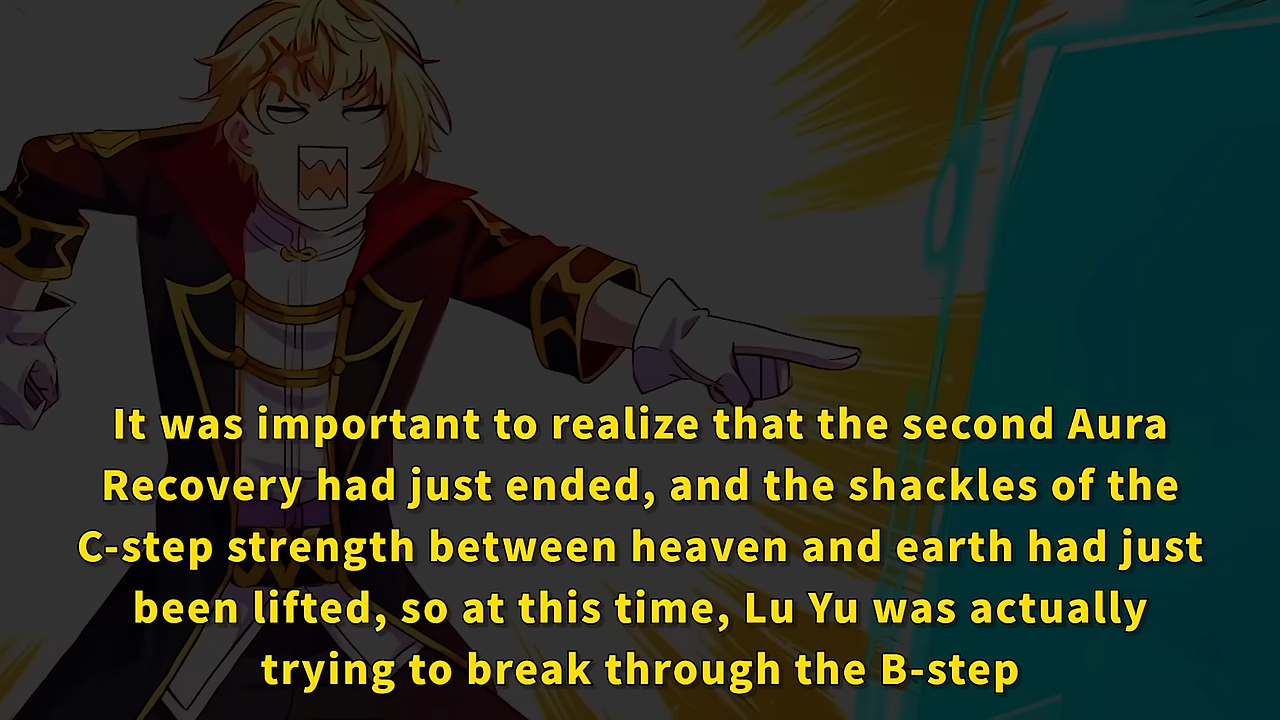 It was important to realize that the second Aura
Recovery had just ended, and the shackles of the
C-step strength between heaven and earth had just
been lifted, so at this time, Lu Yu was actually
trying to break through the B-step